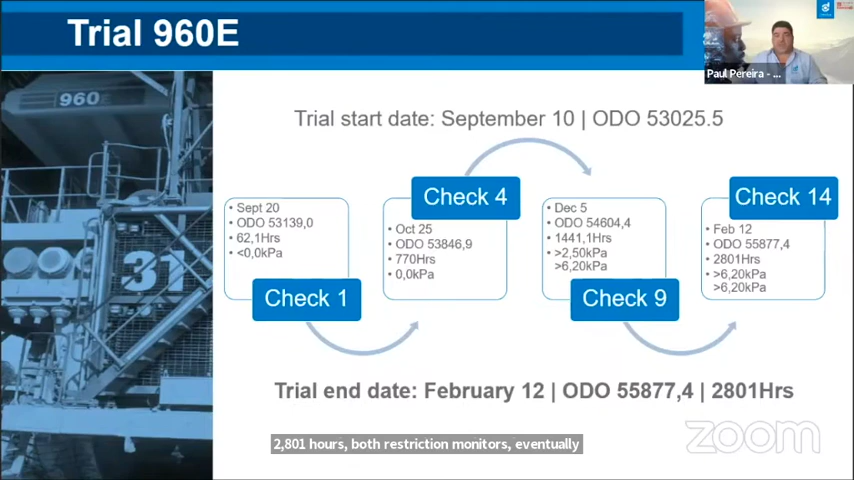 Trial 960E
Paul Pereira - ...
960
31
Trial start date: September 10 | ODO 53025.5
Check 4
Check 14
• Sept 20
• ODO 53139,0
• 62,1Hrs
• <0,0kPa
Check 1
• Oct 25
• ODO 53846,9
• 770Hrs
• 0,0kPa
• Dec 5
• ODO 54604,4
• 1441,1Hrs
• >2,50kPa
>6,20kPa
Check 9
• Feb 12
• ODO 55877,4
• 2801Hrs
• >6,20kPa
>6,20kPa
Trial end date: February 12 | ODO 55877,4 | 2801Hrs
2,801 hours, both restriction monitors, eventually
zoom